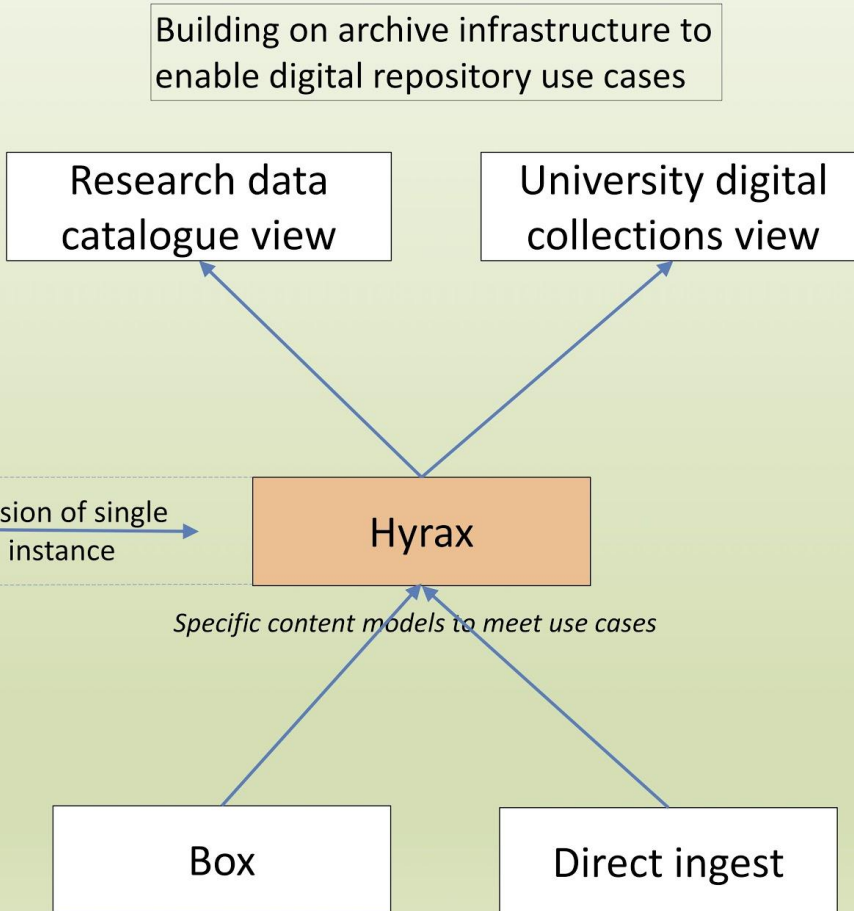 Building on archive infrastructure to
enable digital repository use cases
Research data
catalogue view
University digital
collections view
sion of single
instance
Hyrax
Specific content models to meet use cases
Box
Direct ingest